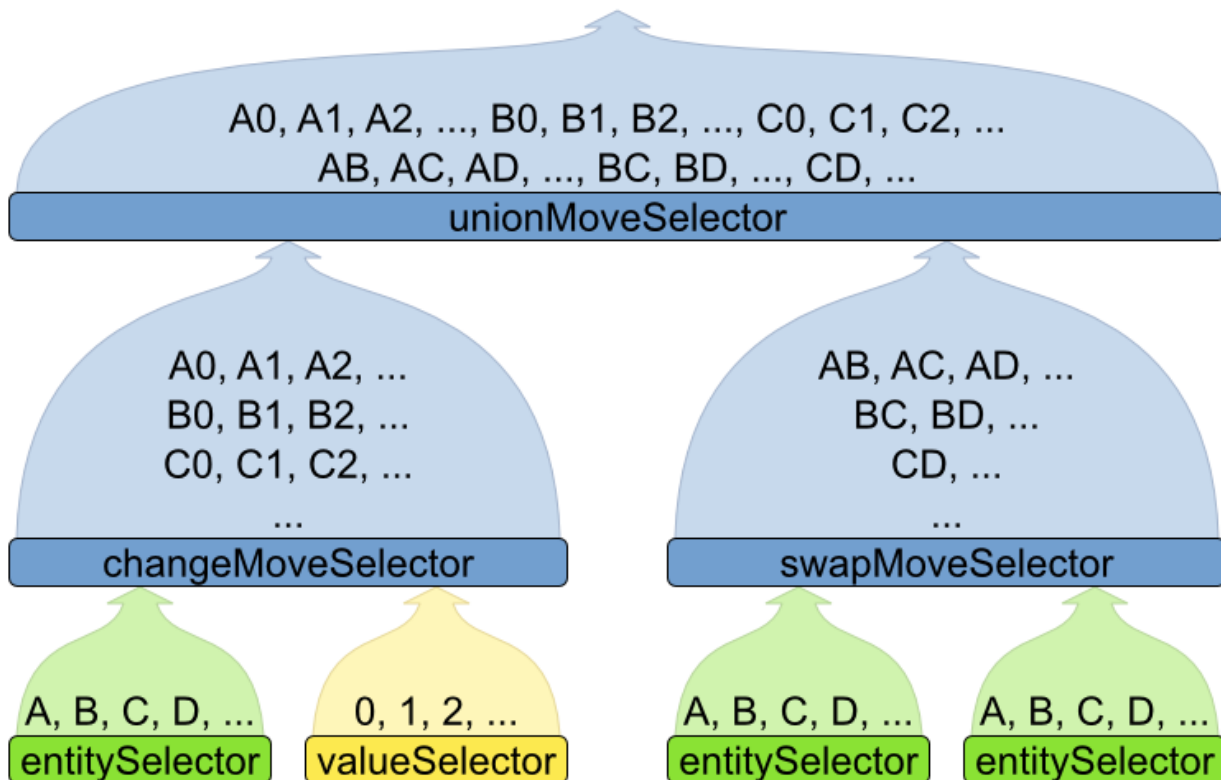 A0, A1, A2, ..., B0, B1, B2, ..., C0, C1, C2, ...
AB, AC, AD, ..., BC, BD, ..., CD, ...
unionMoveSelector
A0, A1, A2, ...
B0, B1, B2, ...
C0, C1, C2, ...
...
changeMoveSelector
AB, AC, AD, ...
BC, BD, ...
CD, ...
...
swapMoveSelector
A, B, C, D, ...
entitySelector
0, 1, 2, ...
valueSelector
A, B, C, D, ...
entitySelector
A, B, C, D, ...
entitySelector